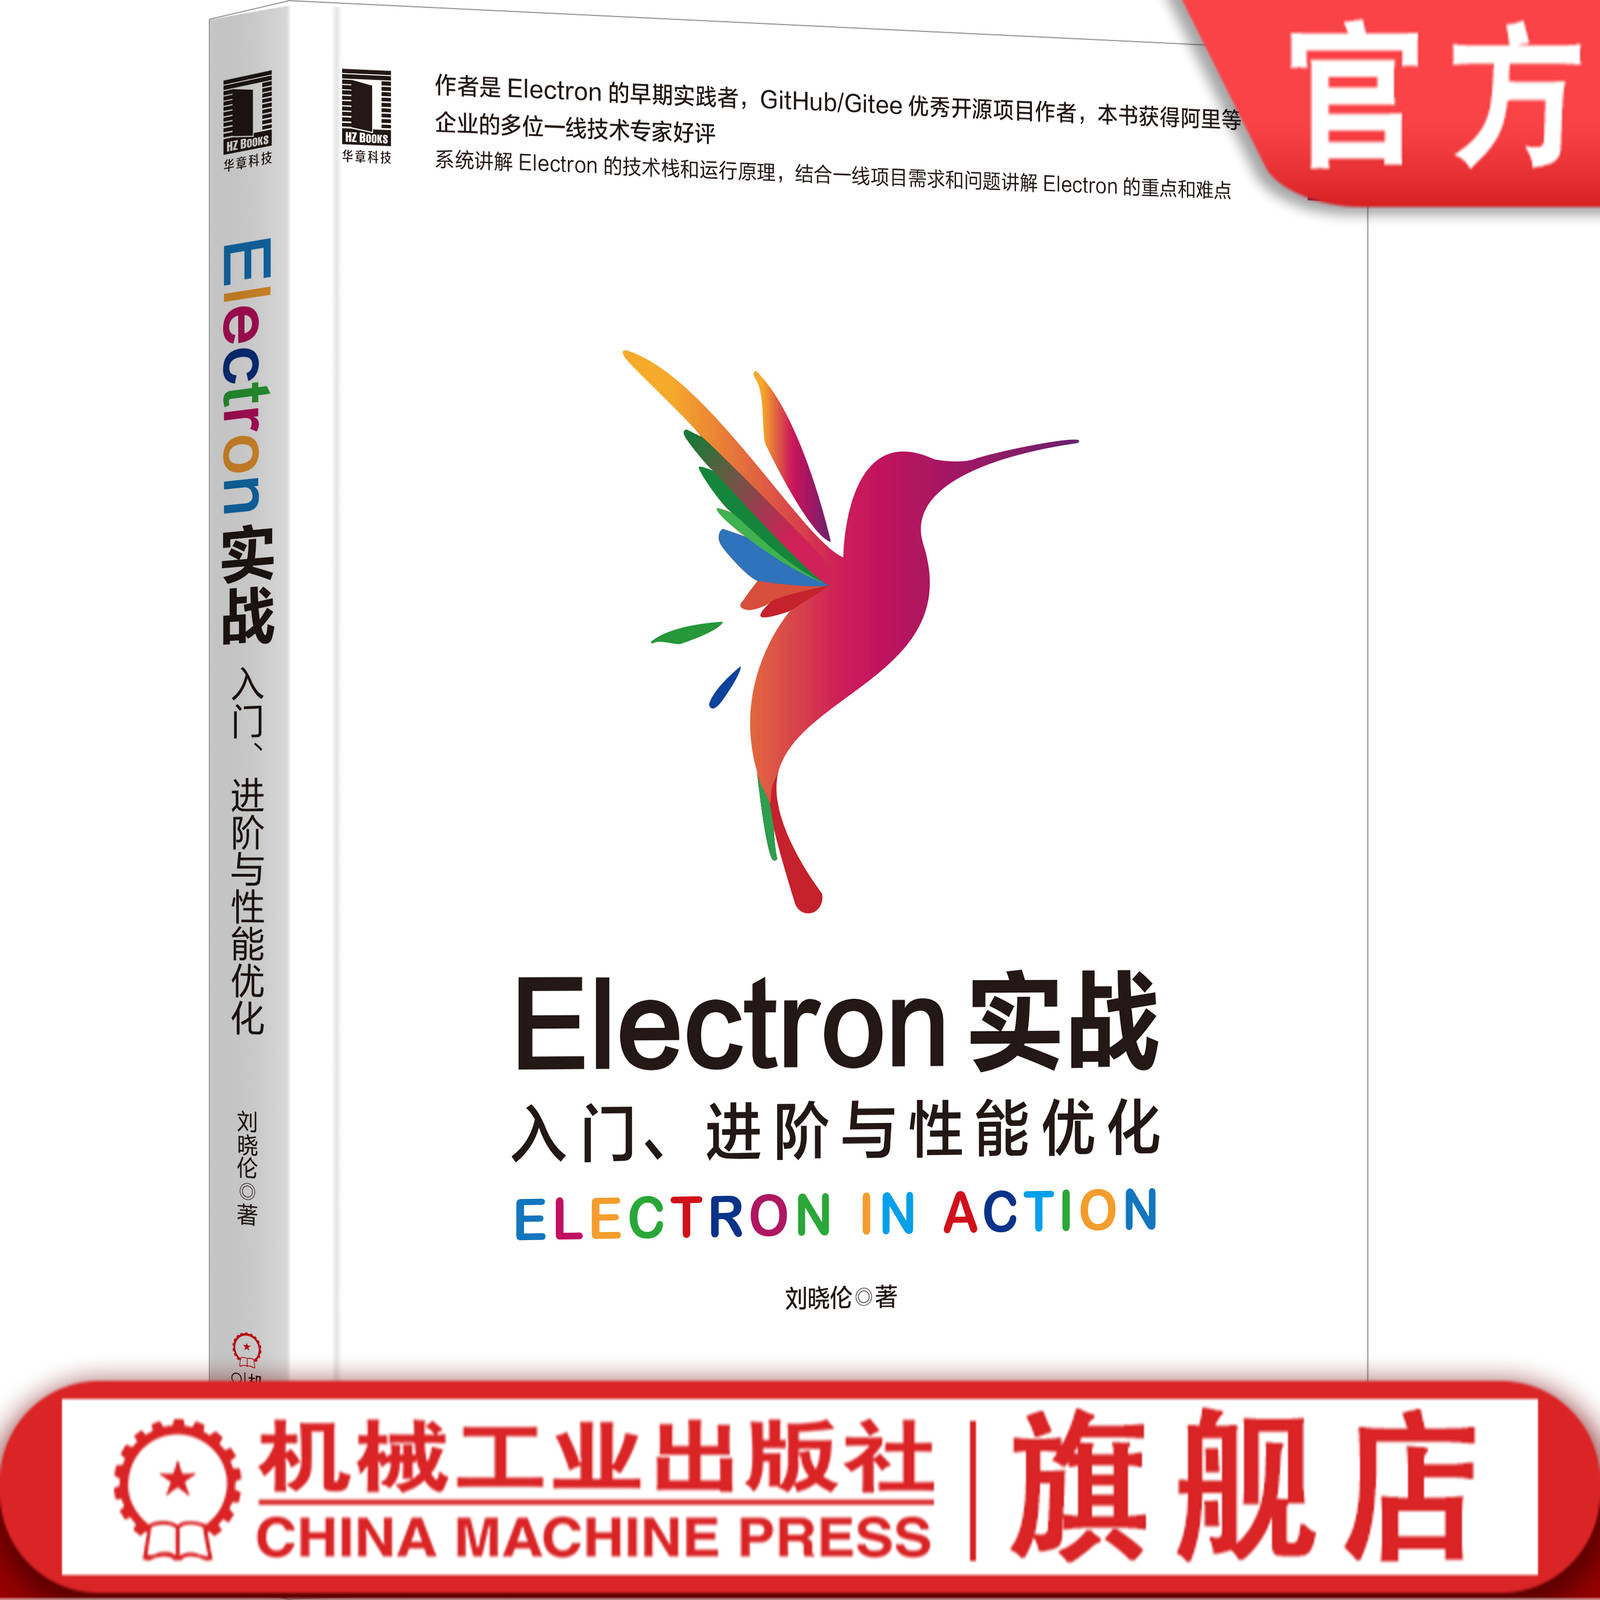 官方
HZ BOOKS
华章科技
Electron 实战
入门、进阶与性能优化
刘晓伦◎著
HZ BOOKS
华章科技
作者是 Electron 的早期实践者，GitHub/Gitee 优秀开源项目作者，本书获得阿里等
企业的多位一线技术专家好评
系统讲解 Electron 的技术栈和运行原理，结合一线项目需求和问题讲解 Electron 的重点和难点
Electron 实战
入门、进阶与性能优化
ELECTRON IN ACTION
刘晓伦◎著
机械工业出版社
CHINA MACHINE PRESS
旗舰店